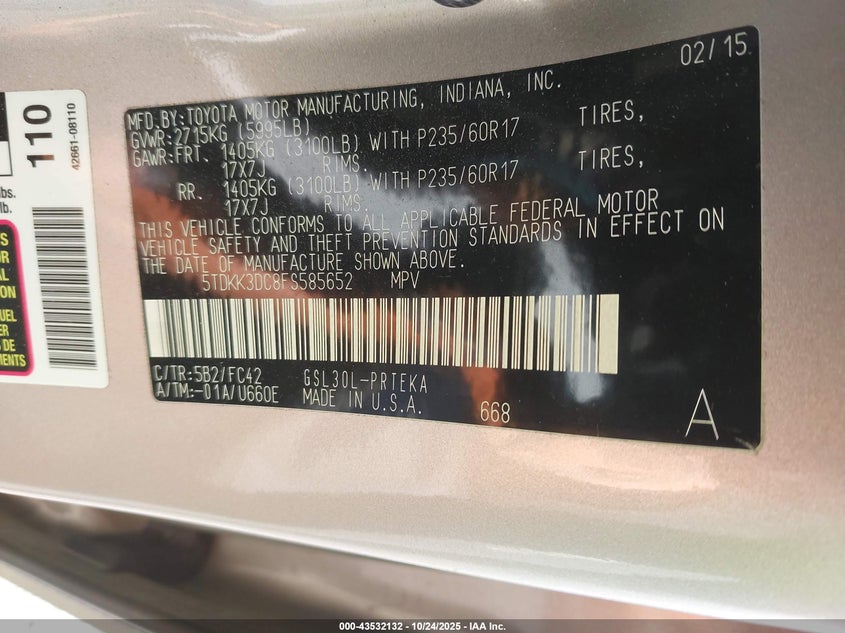 02/15
MFD.BY:TOYOTA MOTOR MANUFACTURING, INDIANA, INC.
GVWR:2715KG (5995LB)
GAWR:FRT. 1405KG (3100LB) WITH P235/60R17 TIRES,
17X7J RIMS.
RR. 1405KG (3100LB) WITH P235/60R17 TIRES,
17X7J RIMS.
THIS VEHICLE CONFORMS TO ALL APPLICABLE FEDERAL MOTOR
VEHICLE SAFETY AND THEFT PREVENTION STANDARDS IN EFFECT ON
THE DATE OF MANUFACTURE SHOWN ABOVE.
5TDKK3DC8FS585652 MPV
C/TR:5B2/FC42 GSL30L-PRTEKA
A/TM:-01A/U660E MADE IN U.S.A. 668 A
110
42661-08110
lbs.
lb.
DE
000-43532132 - 10/24/2025 - IAA Inc.